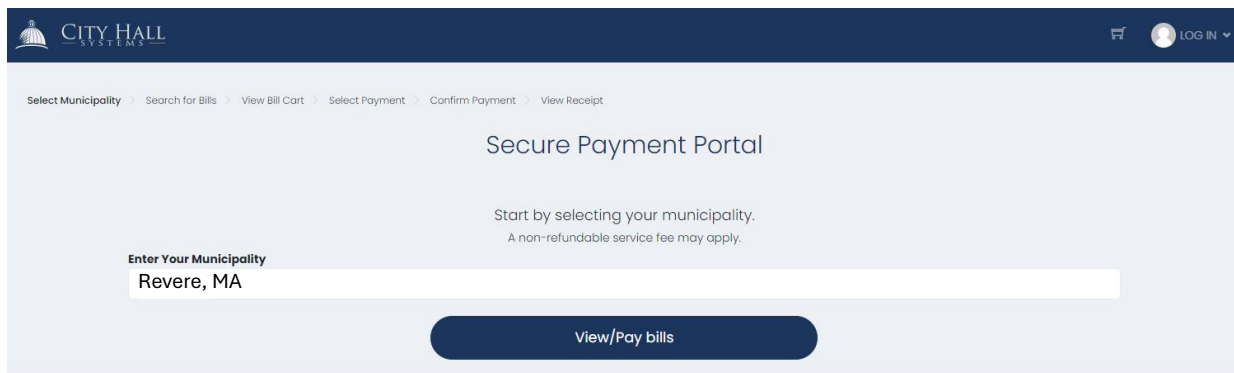 CITY HALL
SYSTEMS
LOG IN
Select Municipality > Search for Bills > View Bill Cart > Select Payment > Confirm Payment > View Receipt
Secure Payment Portal
Start by selecting your municipality.
A non-refundable service fee may apply.
Enter Your Municipality
Revere, MA
View/Pay bills